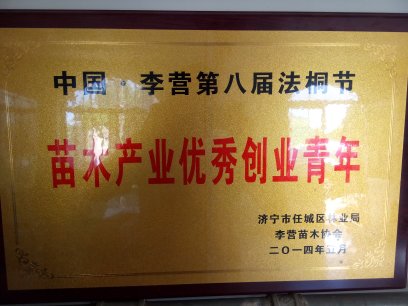 中国·李营第八届法桐节
苗木产业优秀创业青年
济宁市任城区林业局
李营苗木协会
二〇一四年五月